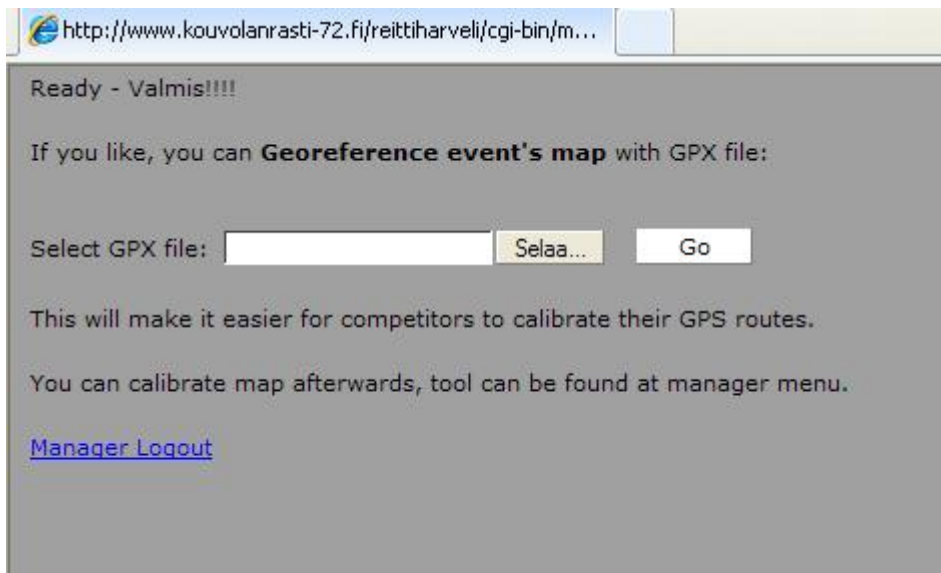 http://www.kouvolanrasti-72.fi/reittiharveli/cgi-bin/m...
Ready - Valmis!!!!
If you like, you can Georeference event's map with GPX file:
Select GPX file: Selaa... Go
This will make it easier for competitors to calibrate their GPS routes.
You can calibrate map afterwards, tool can be found at manager menu.
Manager Logout